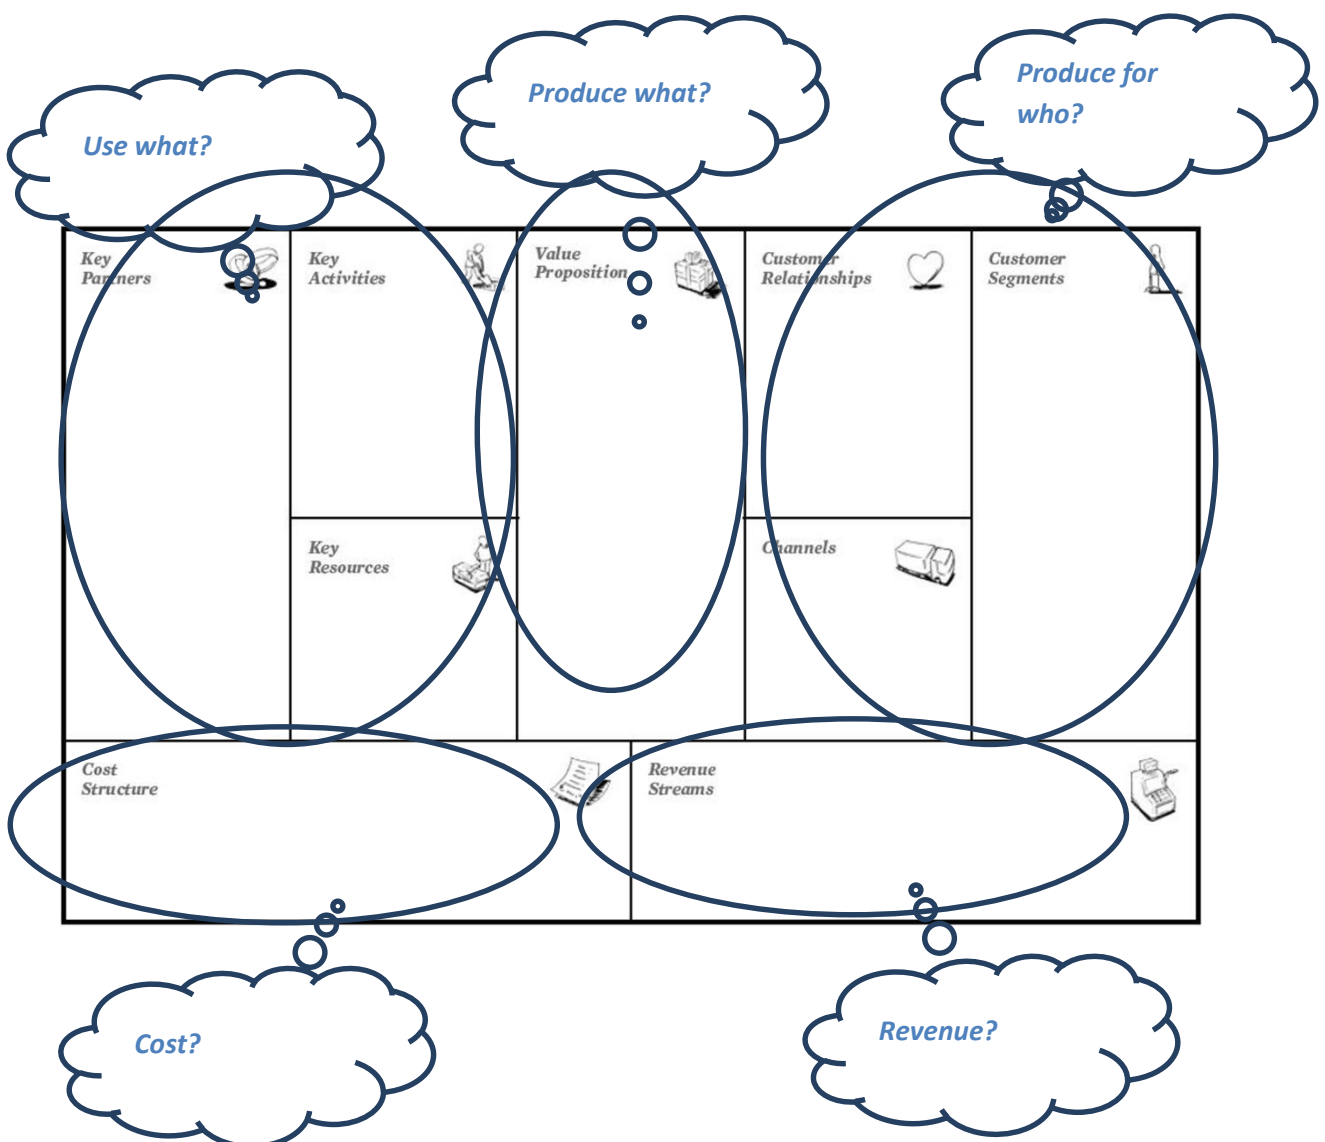 Use what?
Produce what?
Produce for
who?
Key
Partners
Key
Activities
Value
Proposition
Customer
Relationships
Customer
Segments
Key
Resources
Channels
Cost
Structure
Revenue
Streams
Cost?
Revenue?